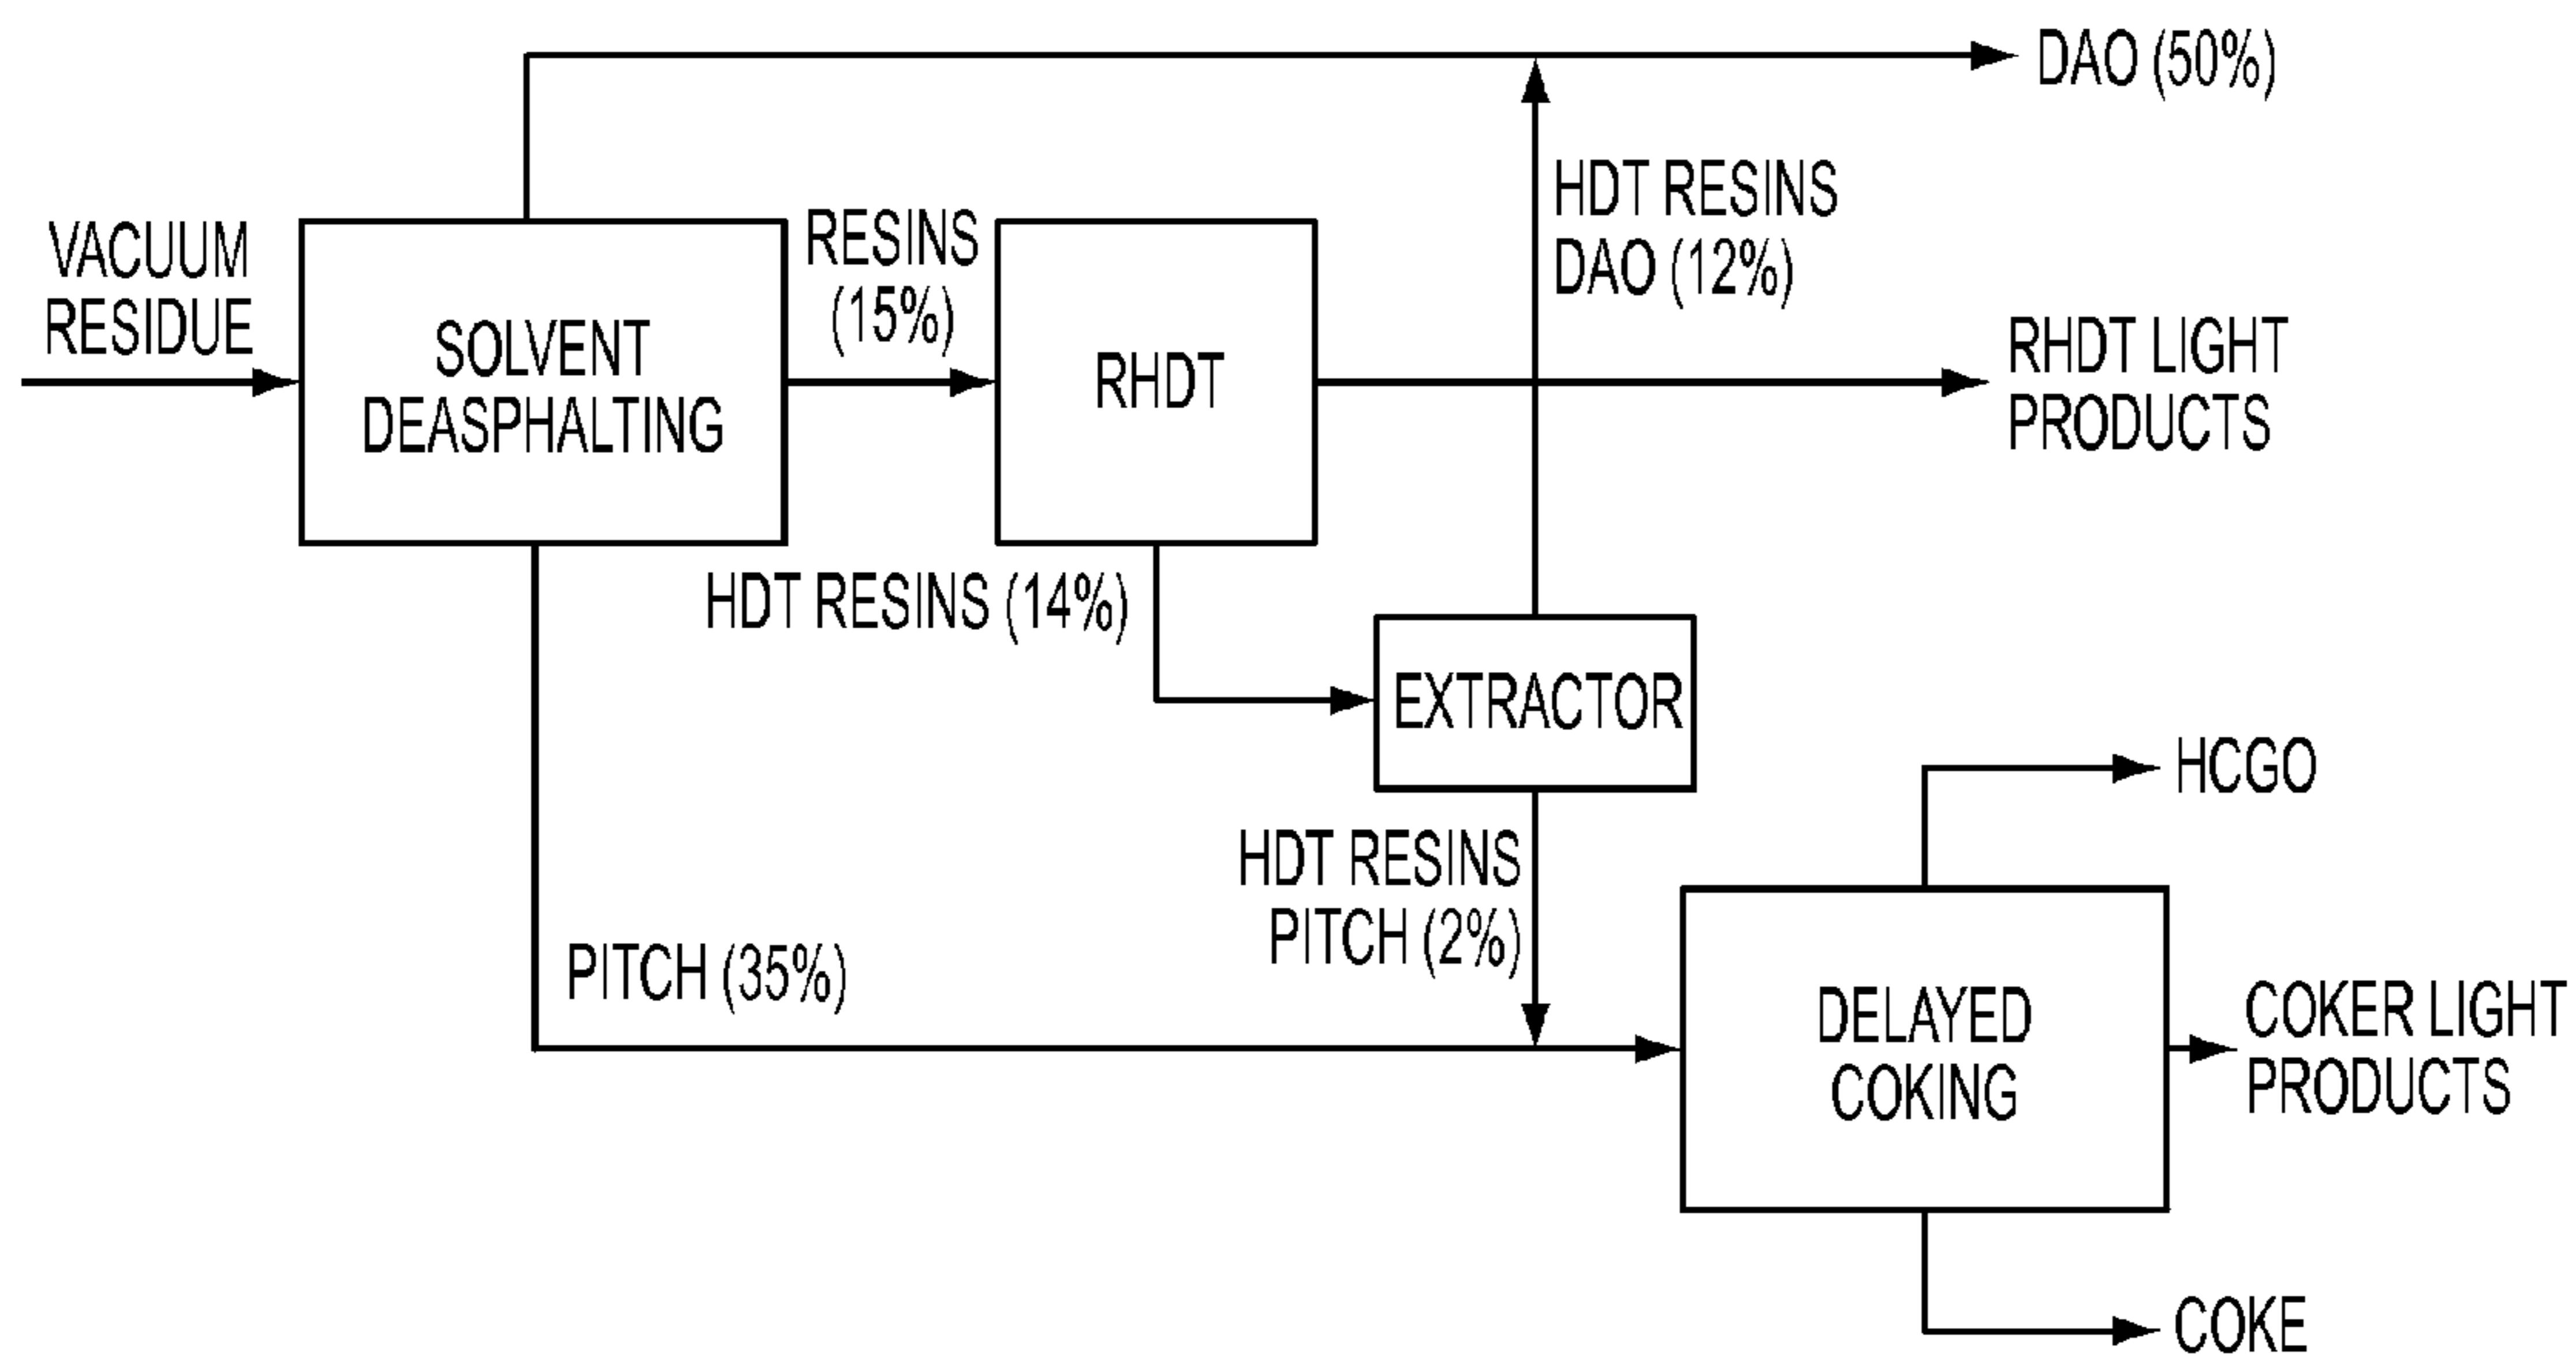 DAO (50%)
VACUUM
RESIDUE
SOLVENT
DEASPHALTING
RESINS
(15%)
RHDT
HDT RESINS
DAO (12%)
RHDT LIGHT
PRODUCTS
HDT RESINS (14%)
EXTRACTOR
HDT RESINS
PITCH (2%)
PITCH (35%)
HCGO
DELAYED
COKING
COKER LIGHT
PRODUCTS
COKE